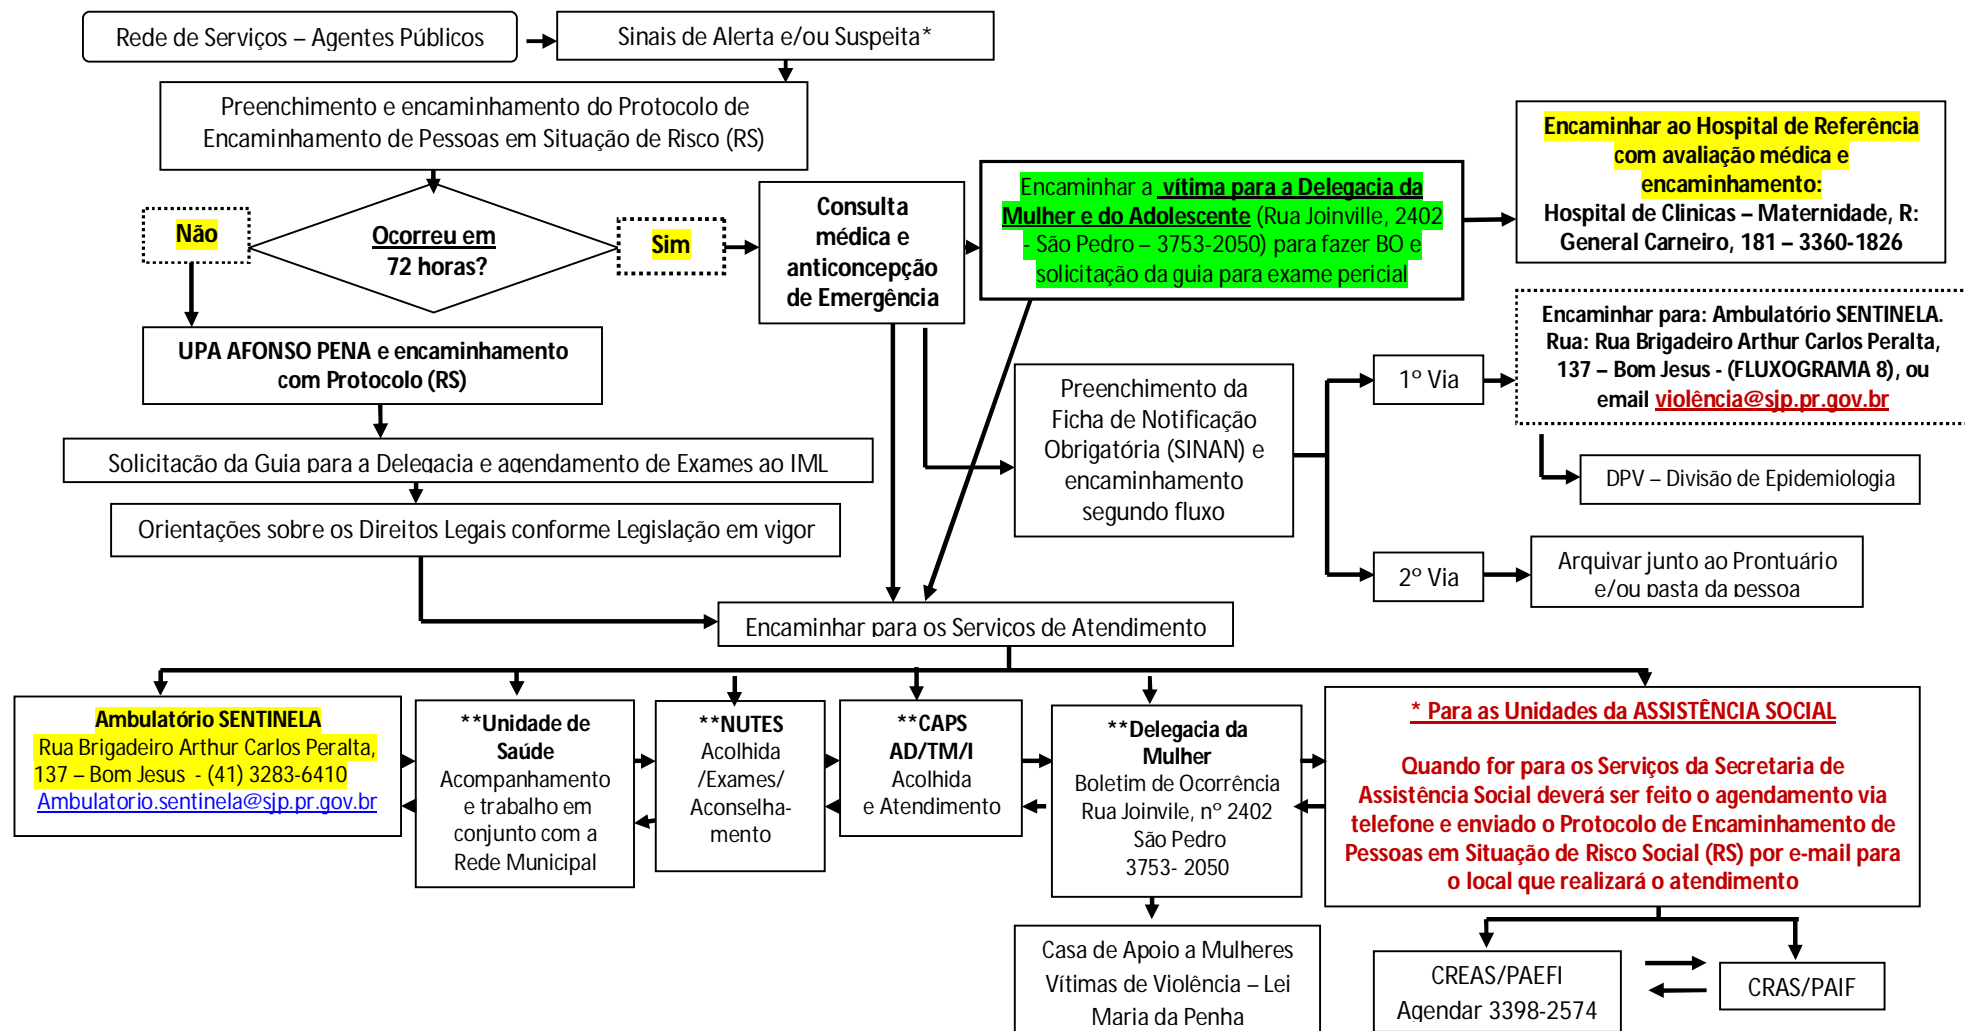 Rede de Serviços – Agentes Públicos
Sinais de Alerta e/ou Suspeita*
Preenchimento e encaminhamento do Protocolo de
Encaminhamento de Pessoas em Situação de Risco (RS)
Não
Ocorreu em
72 horas?
Sim
Consulta
médica e
anticoncepção
de Emergência
Encaminhar a vítima para a Delegacia da
Mulher e do Adolescente (Rua Joinville, 2402
- São Pedro – 3753-2050) para fazer BO e
solicitação da guia para exame pericial
Encaminhar ao Hospital de Referência
com avaliação médica e
encaminhamento:
Hospital de Clinicas – Maternidade, R:
General Carneiro, 181 – 3360-1826
UPA AFONSO PENA e encaminhamento
com Protocolo (RS)
Solicitação da Guia para a Delegacia e agendamento de Exames ao IML
Orientações sobre os Direitos Legais conforme Legislação em vigor
Preenchimento da
Ficha de Notificação
Obrigatória (SINAN) e
encaminhamento
segundo fluxo
1º Via
Encaminhar para: Ambulatório SENTINELA.
Rua: Rua Brigadeiro Arthur Carlos Peralta,
137 – Bom Jesus - (FLUXOGRAMA 8), ou
email violência@sjp.pr.gov.br
DPV – Divisão de Epidemiologia
2º Via
Arquivar junto ao Prontuário
e/ou pasta da pessoa
Encaminhar para os Serviços de Atendimento
Ambulatório SENTINELA
Rua Brigadeiro Arthur Carlos Peralta,
137 – Bom Jesus - (41) 3283-6410
Ambulatorio.sentinela@sjp.pr.gov.br
**Unidade de
Saúde
Acompanhamento
e trabalho em
conjunto com a
Rede Municipal
**NUTES
Acolhida
/Exames/
Aconselha-
mento
**CAPS
AD/TM/I
Acolhida
e Atendimento
**Delegacia da
Mulher
Boletim de Ocorrência
Rua Joinvile, nº 2402
São Pedro
3753- 2050
* Para as Unidades da ASSISTÊNCIA SOCIAL
Quando for para os Serviços da Secretaria de
Assistência Social deverá ser feito o agendamento via
telefone e enviado o Protocolo de Encaminhamento de
Pessoas em Situação de Risco Social (RS) por e-mail para
o local que realizará o atendimento
Casa de Apoio a Mulheres
Vítimas de Violência – Lei
Maria da Penha
CREAS/PAEFI
Agendar 3398-2574
CRAS/PAIF